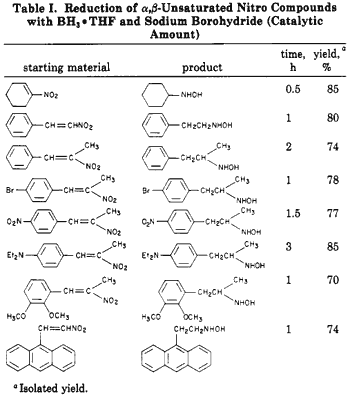 Table I. Reduction of α,β-Unsaturated Nitro Compounds
with BH₃•THF and Sodium Borohydride (Catalytic
Amount)
starting material product time, h yield,ᵃ %
NO₂ NHOH 0.5 85
CH=CHNO₂ CH₂CH₂NHOH 1 80
CH=C CH₃ NO₂ CH₂CH CH₃ NHOH 2 74
Br CH=C CH₃ NO₂ Br CH₂CH CH₃ NHOH 1 78
O₂N CH=C CH₃ NO₂ O₂N CH₂CH CH₃ NHOH 1.5 77
Et₂N CH=C CH₃ NO₂ Et₂N CH₂CH CH₃ NHOH 3 85
CH=C CH₃ NO₂ H₃CO OCH₃ CH₂CH CH₃ NHOH H₃CO OCH₃ 1 70
CH=CHNO₂ CH₂CH₂NHOH 1 74
ᵃ Isolated yield.